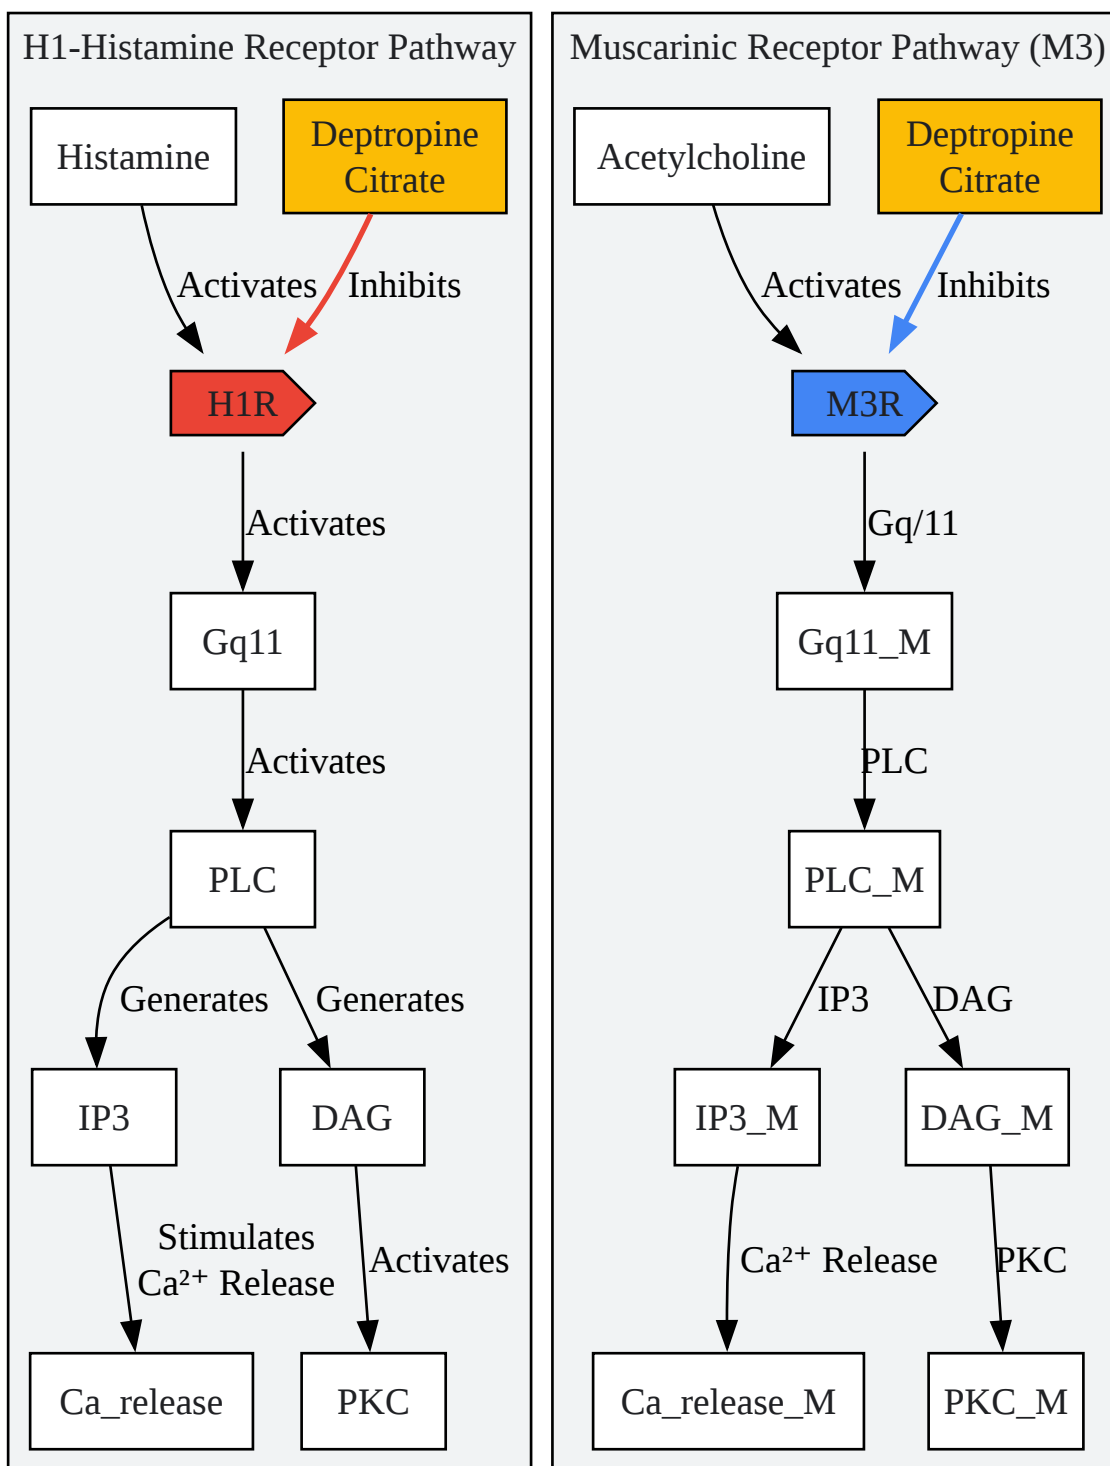 H1-Histamine Receptor Pathway
Histamine
Deptropine
Citrate
Activates
Inhibits
H1R
Activates
Gq11
Activates
PLC
Generates
Generates
IP3
DAG
Stimulates
Ca²⁺ Release
Activates
Ca_release
PKC
Muscarinic Receptor Pathway (M3)
Acetylcholine
Deptropine
Citrate
Activates
Inhibits
M3R
Gq/11
Gq11_M
PLC
PLC_M
IP3
DAG
IP3_M
DAG_M
Ca²⁺ Release
PKC
Ca_release_M
PKC_M